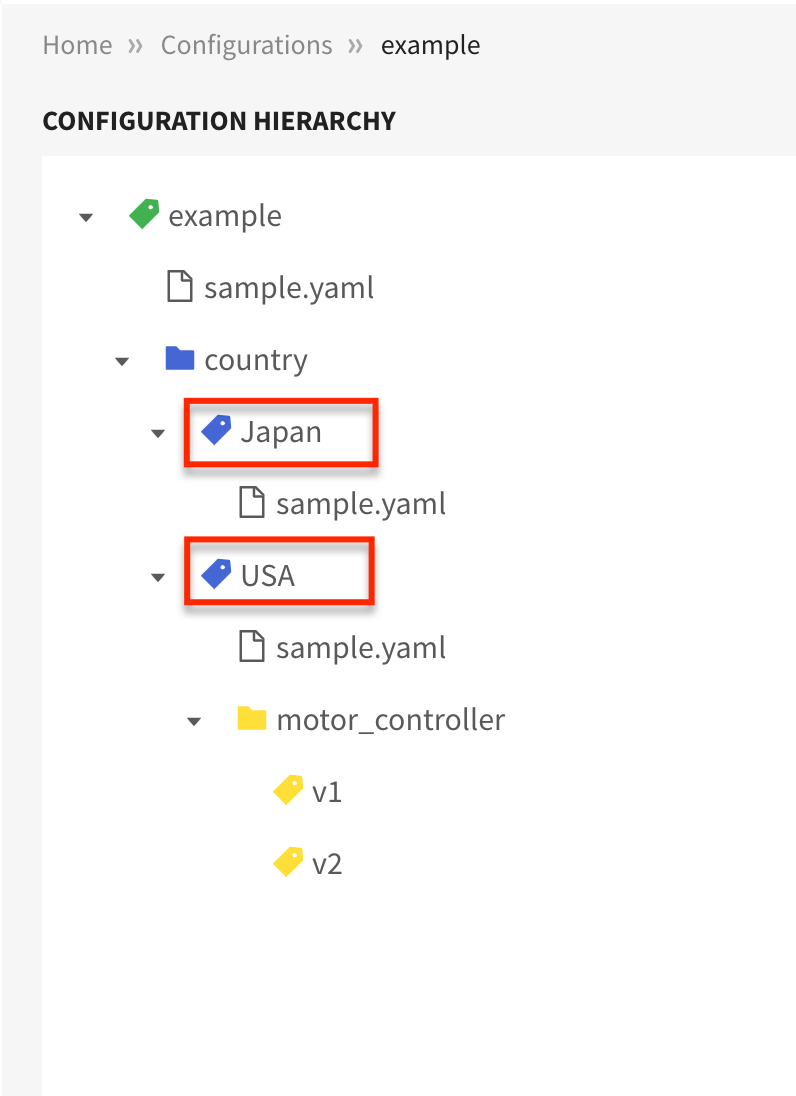 Home » Configurations » example
CONFIGURATION HIERARCHY
example
sample.yaml
country
Japan
sample.yaml
USA
sample.yaml
motor_controller
v1
v2